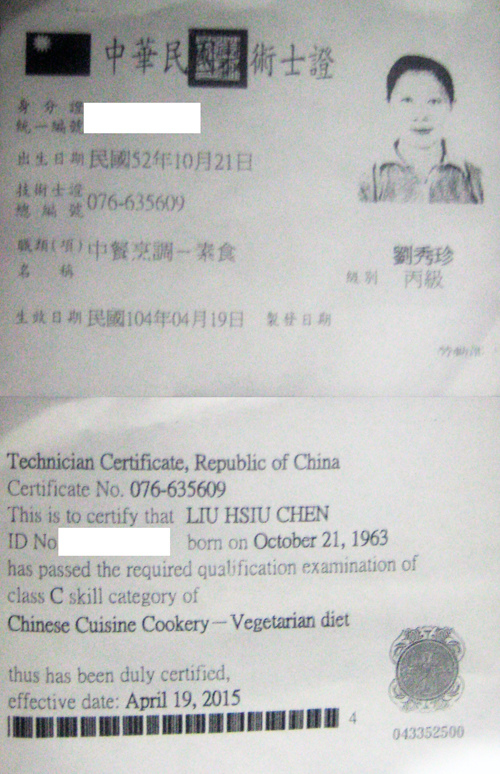 中華民國技術士證
身分證
統一編號
出生日期 民國52年10月21日
技術士證
總編號 076-635609
職類(項) 中餐烹調－素食
名稱
劉秀珍
級別 丙級
生效日期 民國104年04月19日 製發日期
Technician Certificate, Republic of China
Certificate No. 076-635609
This is to certify that LIU HSIU CHEN
ID No born on October 21, 1963
has passed the required qualification examination of
class C skill category of
Chinese Cuisine Cookery－Vegetarian diet
thus has been duly certified,
effective date: April 19, 2015
4
043352500